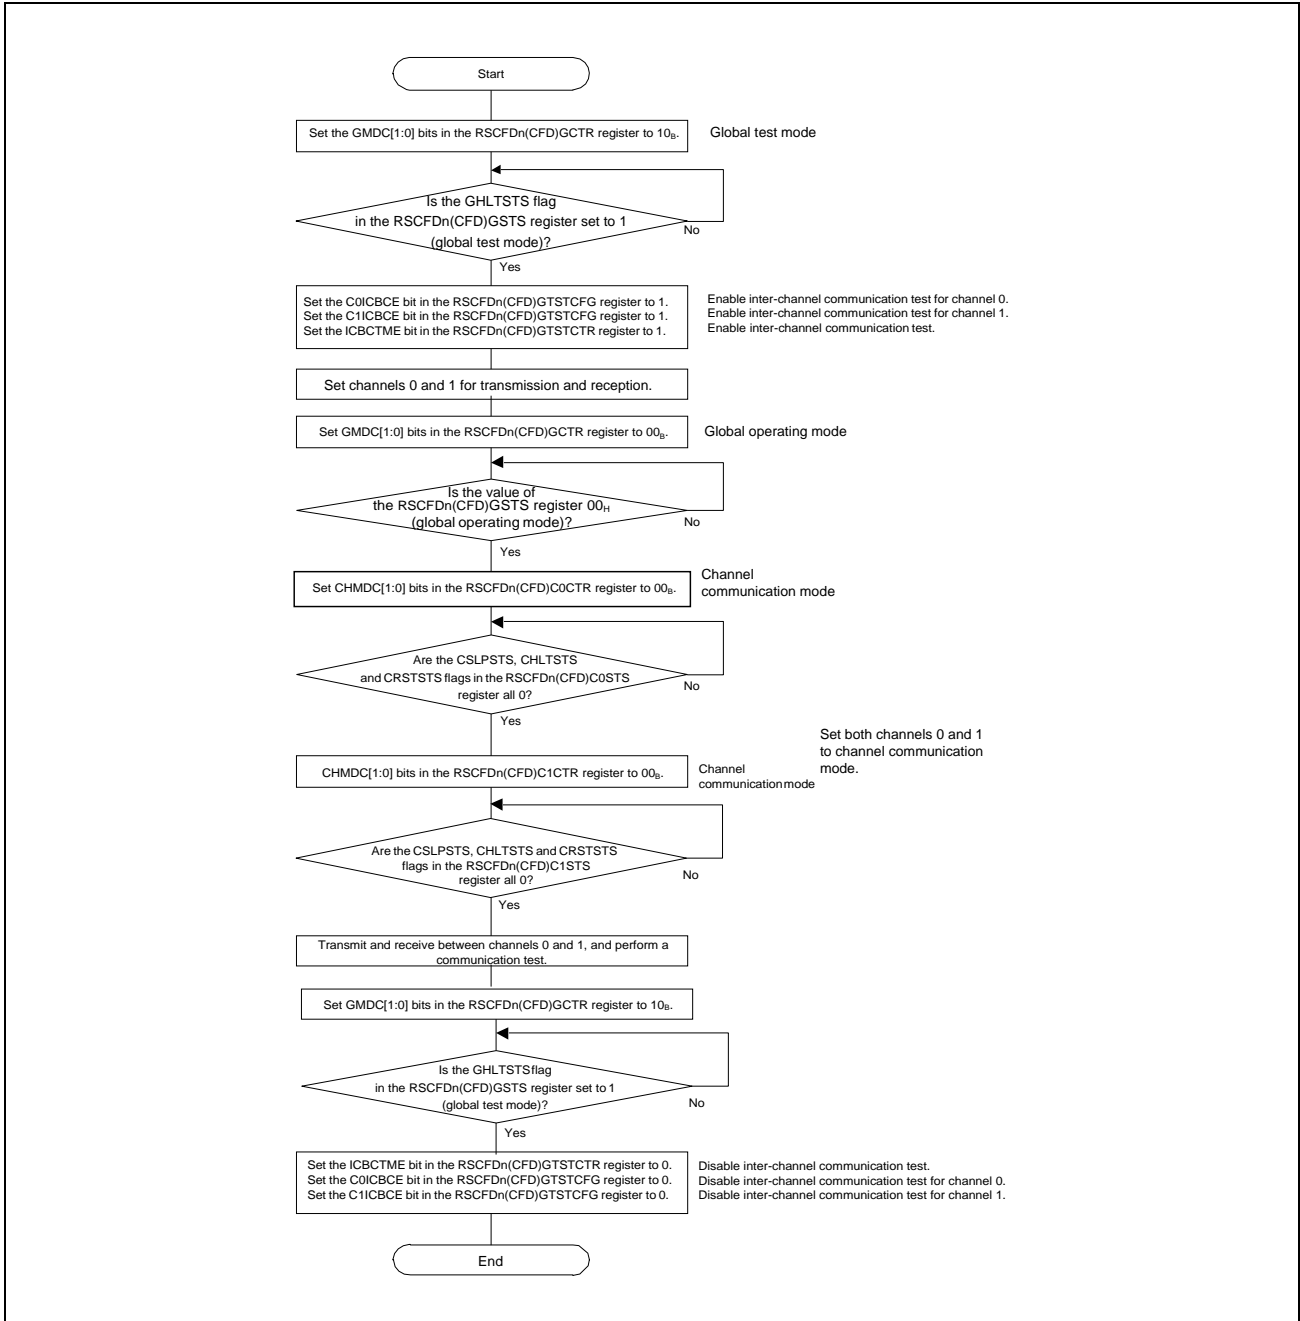 Start
Set the GMDC[1:0] bits in the RSCFDn(CFD)GCTR register to 10B.
Global test mode
Is the GHLTSTS flag
in the RSCFDn(CFD)GSTS register set to 1
(global test mode)?
No
Yes
Set the C0ICBCE bit in the RSCFDn(CFD)GTSTCFG register to 1.
Set the C1ICBCE bit in the RSCFDn(CFD)GTSTCFG register to 1.
Set the ICBCTME bit in the RSCFDn(CFD)GTSTCTR register to 1.
Enable inter-channel communication test for channel 0.
Enable inter-channel communication test for channel 1.
Enable inter-channel communication test.
Set channels 0 and 1 for transmission and reception.
Set GMDC[1:0] bits in the RSCFDn(CFD)GCTR register to 00B.
Global operating mode
Is the value of
the RSCFDn(CFD)GSTS register 00H
(global operating mode)?
No
Yes
Set CHMDC[1:0] bits in the RSCFDn(CFD)C0CTR register to 00B.
Channel
communication mode
Are the CSLPSTS, CHLTSTS
and CRSTSTS flags in the RSCFDn(CFD)C0STS
register all 0?
No
Yes
Set both channels 0 and 1
to channel communication
mode.
CHMDC[1:0] bits in the RSCFDn(CFD)C1CTR register to 00B.
Channel
communication mode
Are the CSLPSTS, CHLTSTS and CRSTSTS
flags in the RSCFDn(CFD)C1STS
register all 0?
No
Yes
Transmit and receive between channels 0 and 1, and perform a
communication test.
Set GMDC[1:0] bits in the RSCFDn(CFD)GCTR register to 10B.
Is the GHLTSTS flag
in the RSCFDn(CFD)GSTS register set to 1
(global test mode)?
No
Yes
Set the ICBCTME bit in the RSCFDn(CFD)GTSTCTR register to 0.
Set the C0ICBCE bit in the RSCFDn(CFD)GTSTCFG register to 0.
Set the C1ICBCE bit in the RSCFDn(CFD)GTSTCFG register to 0.
Disable inter-channel communication test.
Disable inter-channel communication test for channel 0.
Disable inter-channel communication test for channel 1.
End